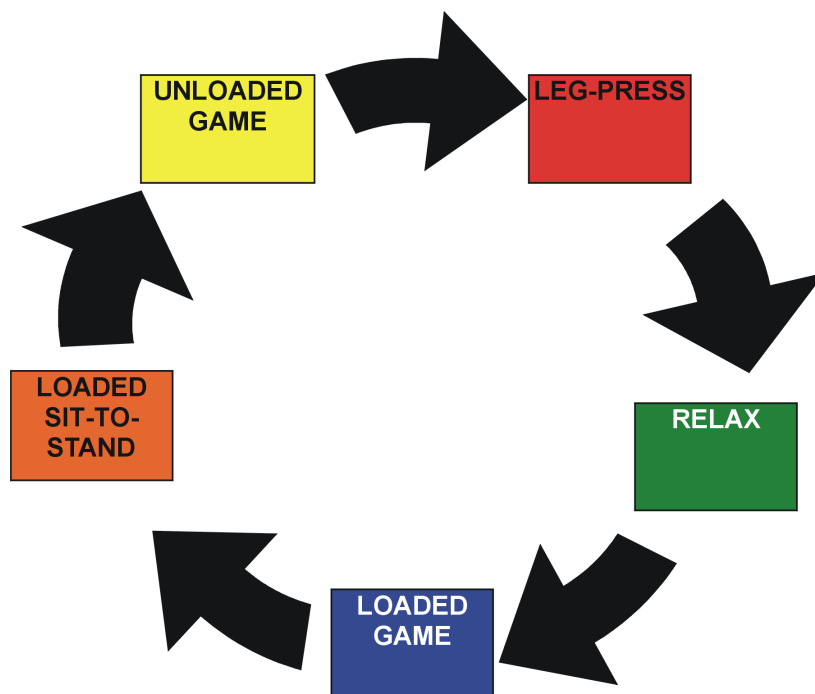 UNLOADED
GAME
LEG-PRESS
RELAX
LOADED
GAME
LOADED
SIT-TO-
STAND